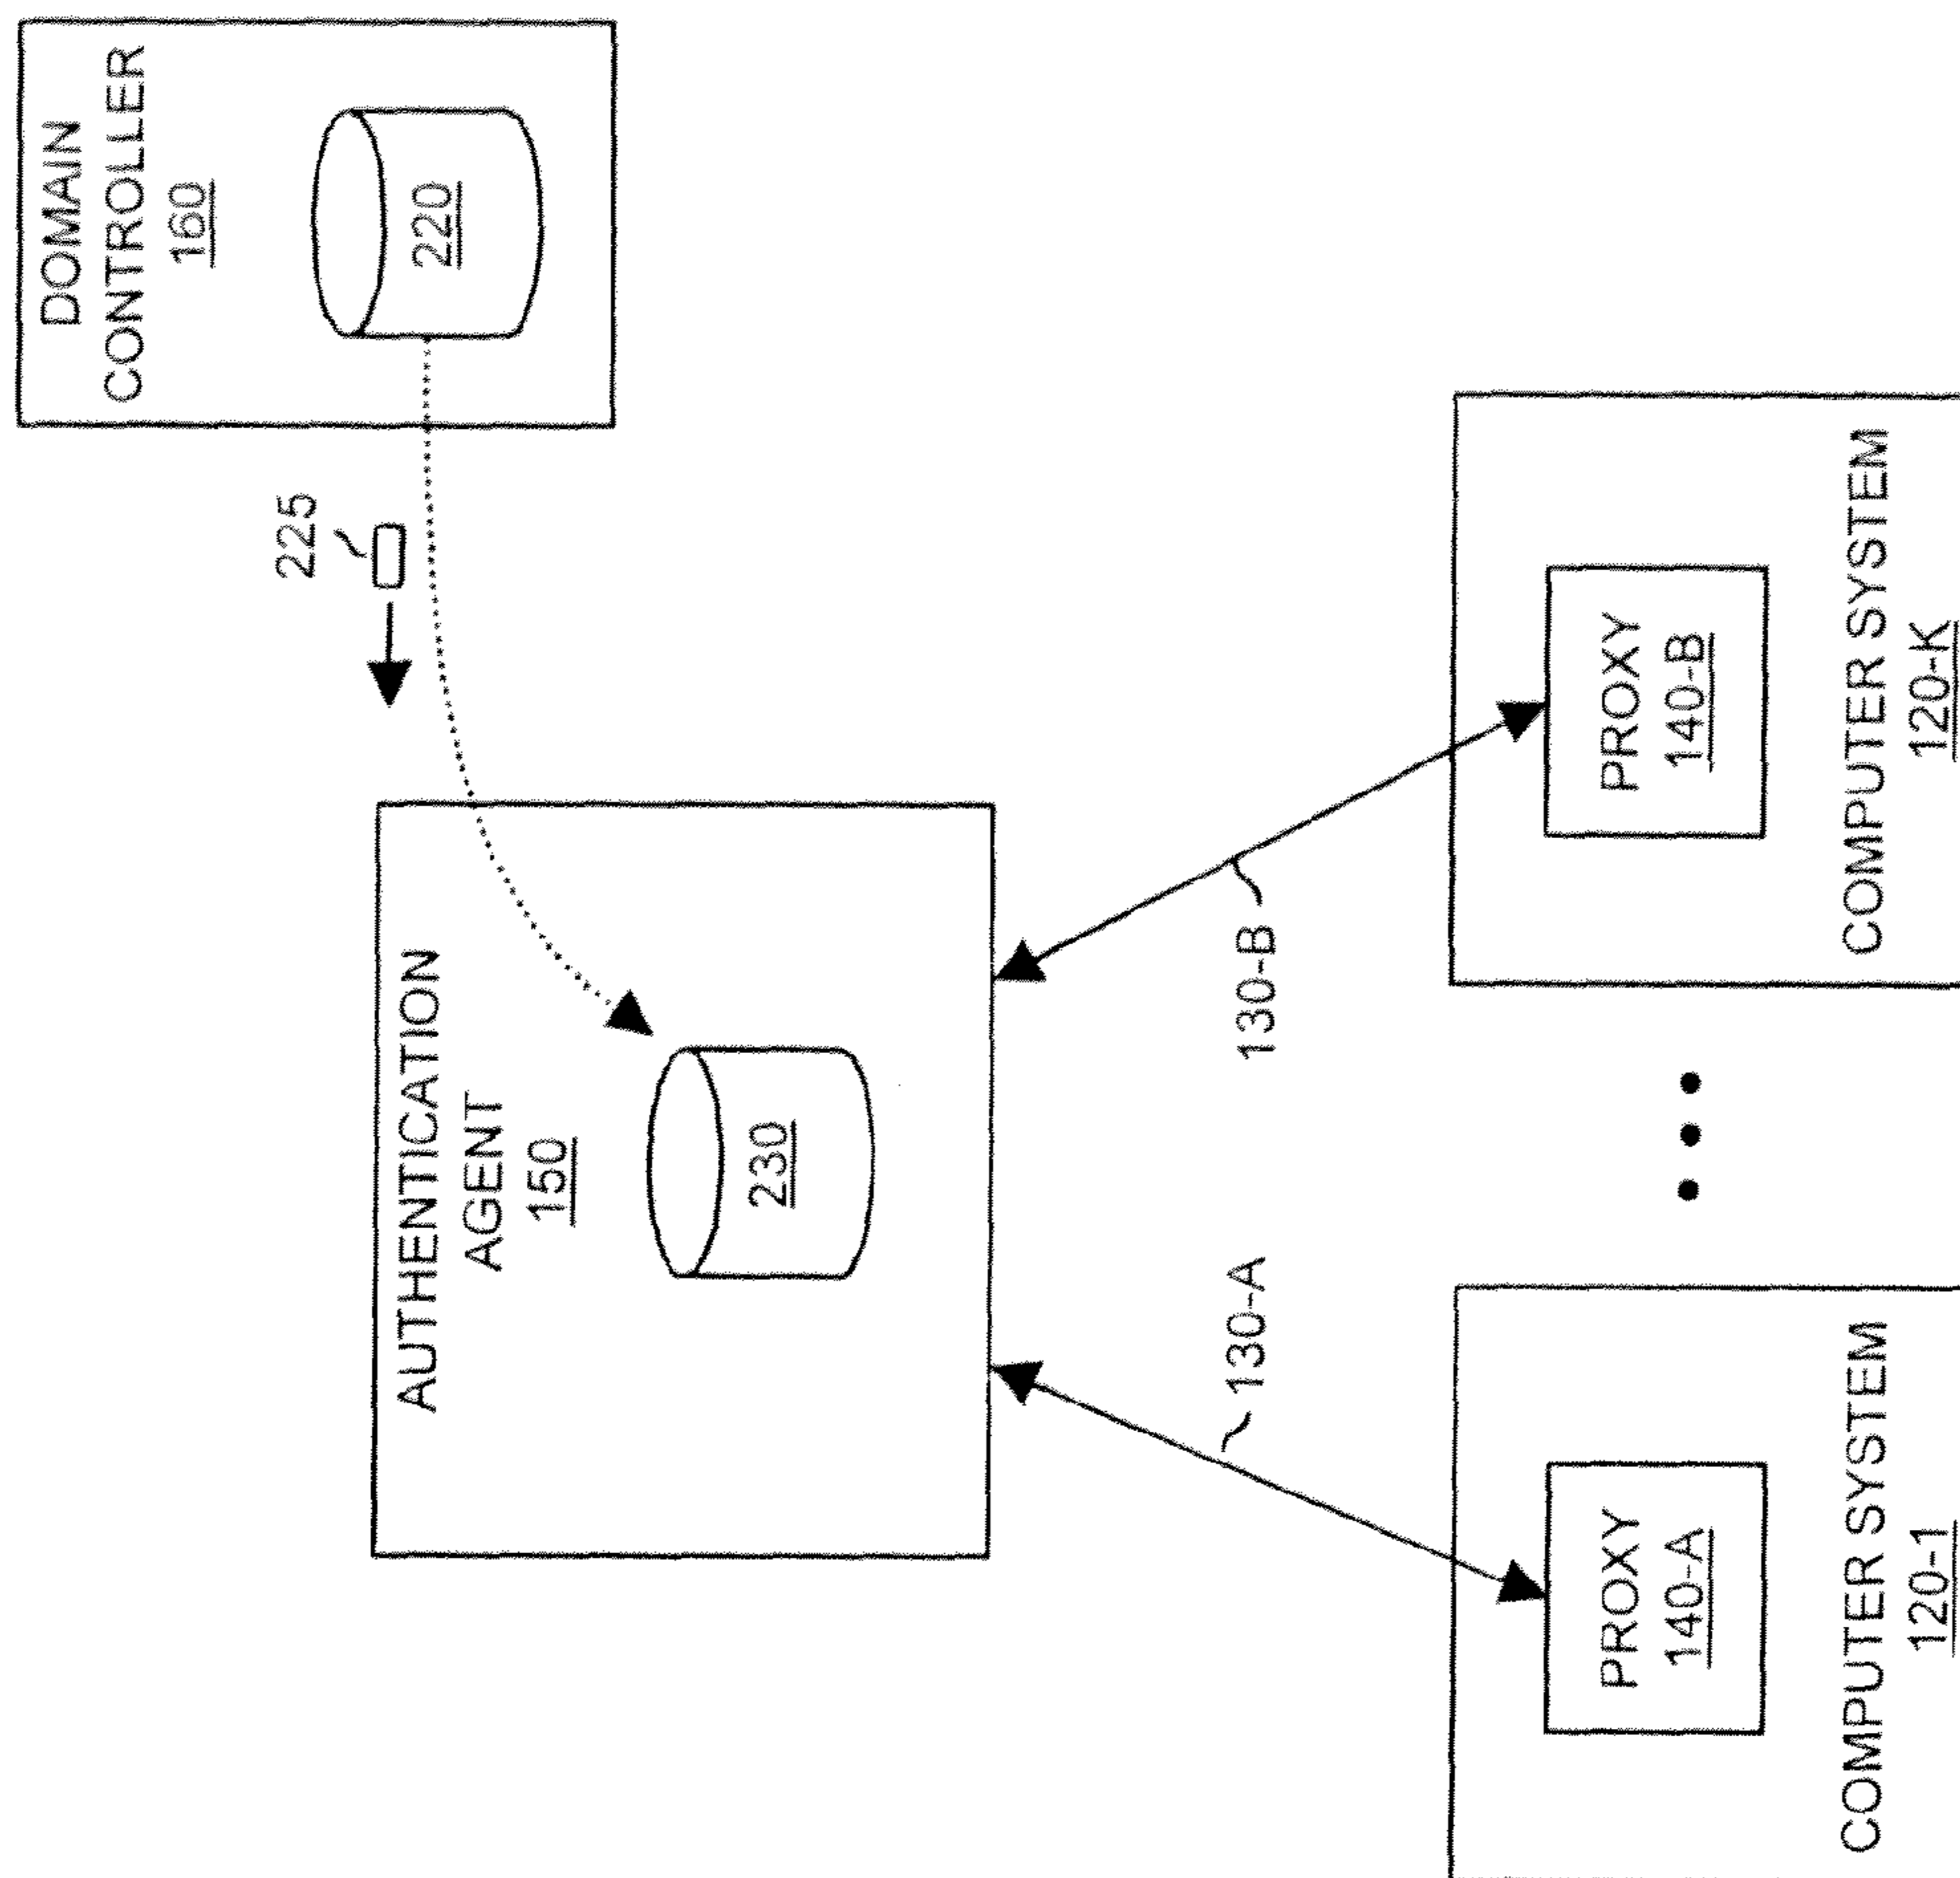 DOMAIN
CONTROLLER
160
220
225
AUTHENTICATION
AGENT
150
230
130-A
130-B
PROXY
140-A
COMPUTER SYSTEM
120-1
PROXY
140-B
COMPUTER SYSTEM
120-K